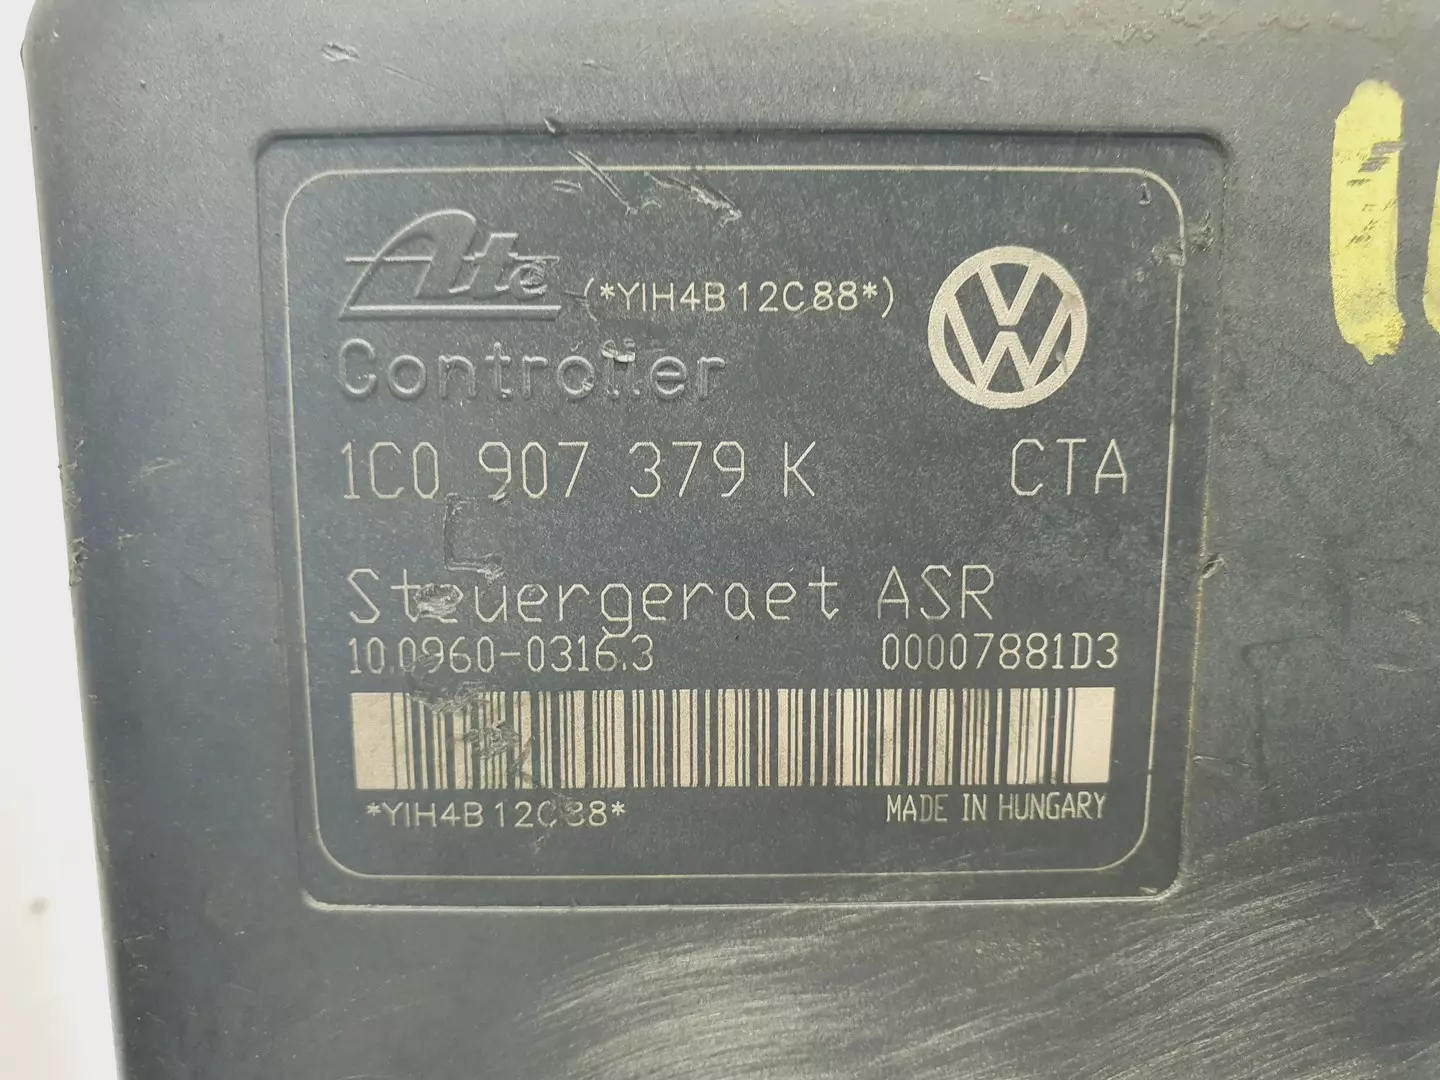 Ate (*YIH4B12C88*)
Controller
1C0 907 379 K CTA
Steuergeraet ASR
10.0960-0316.3 00007881D3
*YIH4B12C88* MADE IN HUNGARY